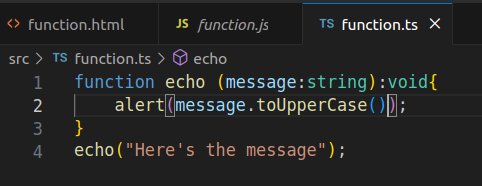 <> function.html JS function.js TS function.ts ×
src > TS function.ts > echo
1 function echo (message:string):void{
2     alert(message.toUpperCase());
3 }
4 echo("Here's the message");